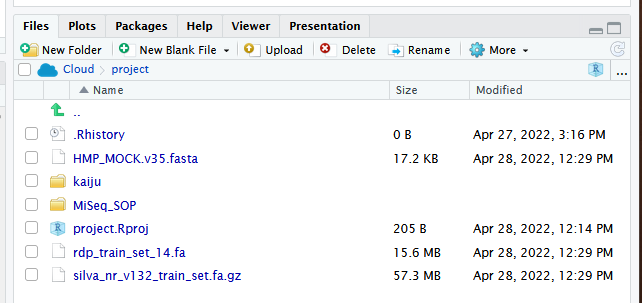 Files Plots Packages Help Viewer Presentation
New Folder New Blank File Upload Delete Rename More
Cloud project R ...
Name Size Modified
..
.Rhistory 0 B Apr 27, 2022, 3:16 PM
HMP_MOCK.v35.fasta 17.2 KB Apr 28, 2022, 12:29 PM
kaiju
MiSeq_SOP
R project.Rproj 205 B Apr 28, 2022, 12:14 PM
rdp_train_set_14.fa 15.6 MB Apr 28, 2022, 12:29 PM
silva_nr_v132_train_set.fa.gz 57.3 MB Apr 28, 2022, 12:29 PM